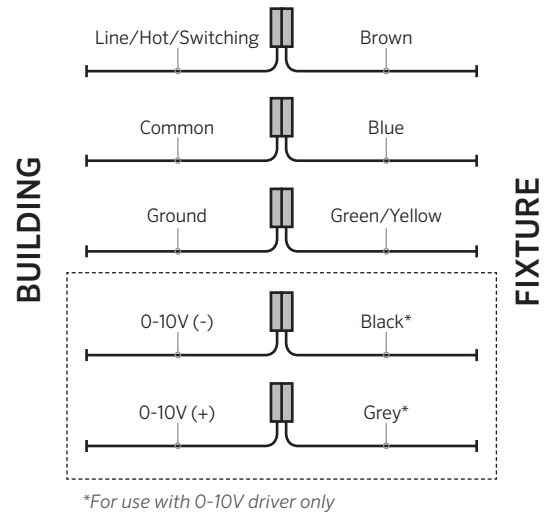 Line/Hot/Switching Brown
Common Blue
BUILDING
FIXTURE
Ground Green/Yellow
0-10V (-) Black*
0-10V (+) Grey*
*For use with 0-10V driver only